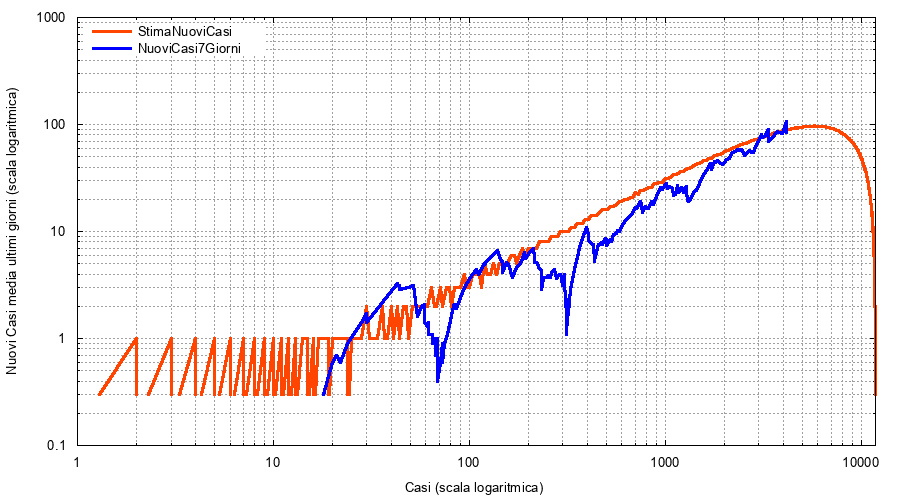 1000
StimaNuoviCasi
NuoviCasi7Giorni
100
10
1
0.1
1 10 100 1000 10000
Nuovi Casi media ultimi giorni (scala logaritmica)
Casi (scala logaritmica)